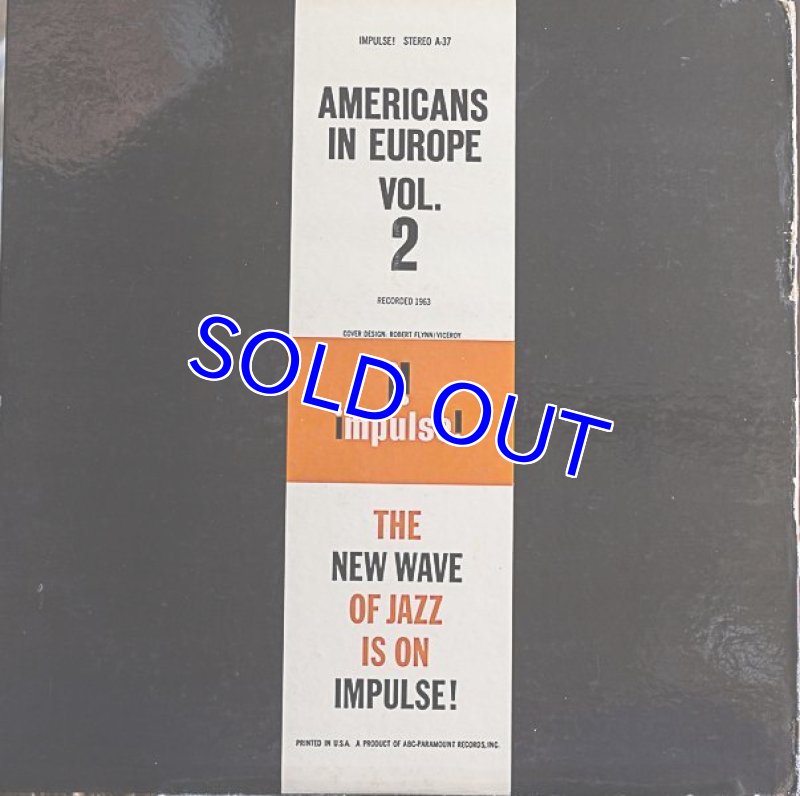 IMPULSE! STEREO A-37
AMERICANS
IN EUROPE
VOL.
2
RECORDED 1963
COVER DESIGN: ROBERT FLYNN/VICEROY
SOLD OUT
impulse!
THE
NEW WAVE
OF JAZZ
IS ON
IMPULSE!
PRINTED IN U.S.A. A PRODUCT OF ABC-PARAMOUNT RECORDS, INC.